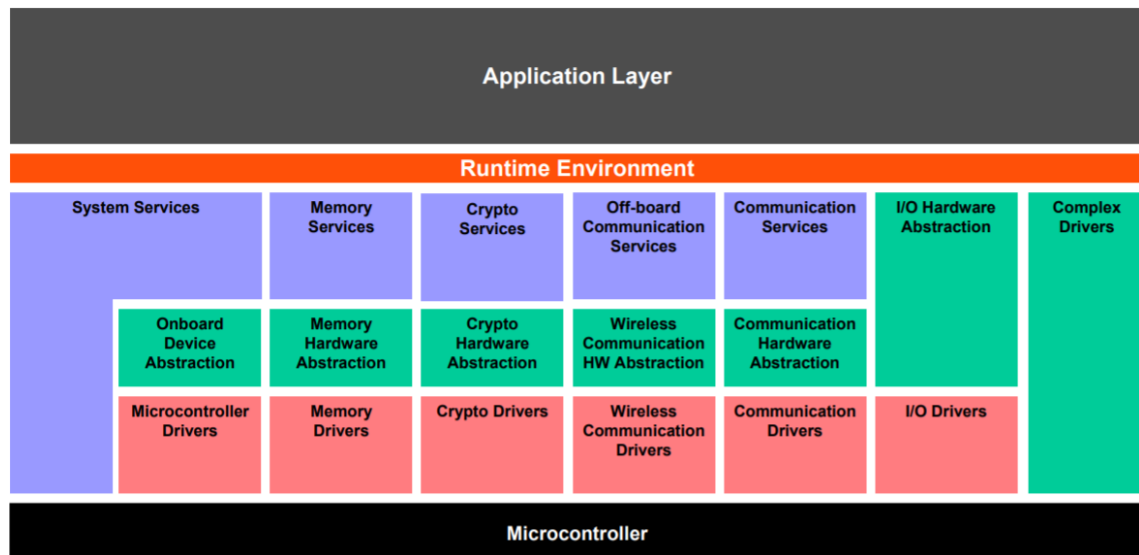 Application Layer
Runtime Environment
System Services
Memory
Services
Crypto
Services
Off-board
Communication
Services
Communication
Services
I/O Hardware
Abstraction
Complex
Drivers
Onboard
Device
Abstraction
Memory
Hardware
Abstraction
Crypto
Hardware
Abstraction
Wireless
Communication
HW Abstraction
Communication
Hardware
Abstraction
Microcontroller
Drivers
Memory
Drivers
Crypto Drivers
Wireless
Communication
Drivers
Communication
Drivers
I/O Drivers
Microcontroller